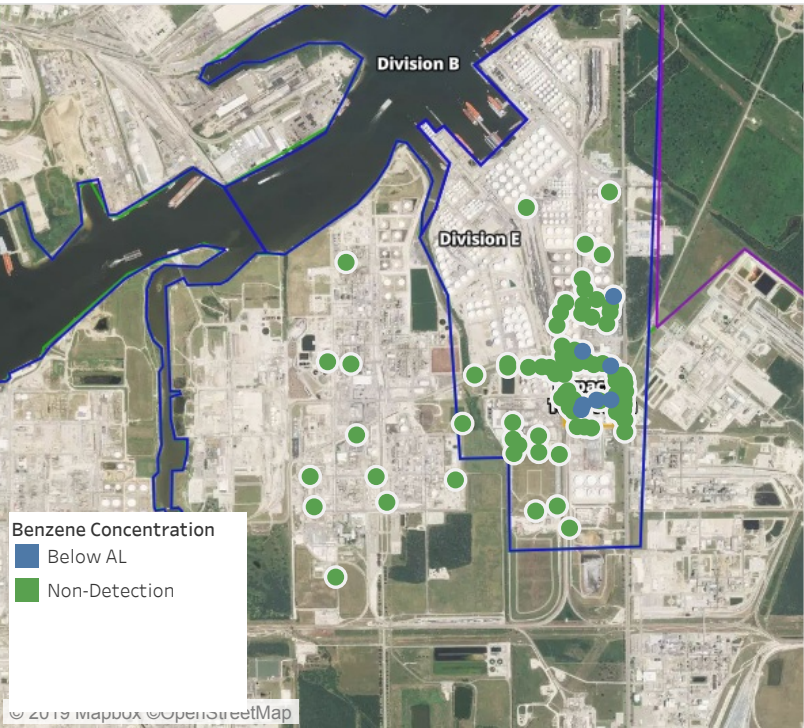 Division B
Division E
Benzene Concentration
Below AL
Non-Detection
© 2019 Mapbox ©OpenStreetMap